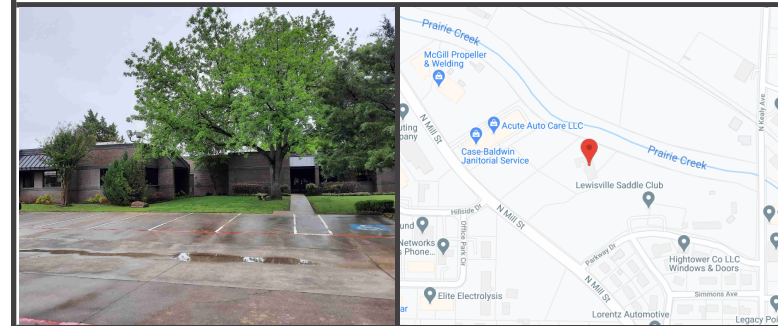 Prairie Creek
McGill Propeller
& Welding
N Kealy Ave
N Mill St
Acute Auto Care LLC
Case-Baldwin
Janitorial Service
Prairie Creek
Lewisville Saddle Club
Hillside Dr
N Mill St
Office Park Cir
Networks
Phone...
Parkway Dr
Hightower Co LLC
Windows & Doors
N Mill St
Elite Electrolysis
Simmons Ave
Lorentz Automotive
Legacy Poi